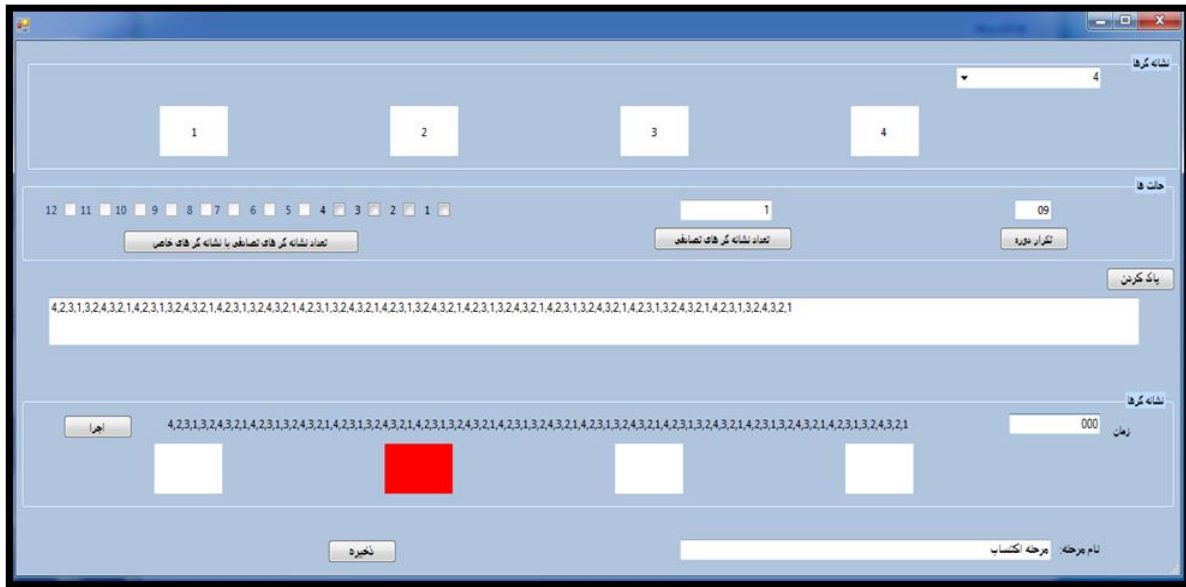 نشانه گرها
4
1 2 3 4
حالت ها
12 11 10 9 8 7 6 5 4 3 2 1
1
09
تعداد نشانه گر های تصادفی با نشانه گر های خاص
تعداد نشانه گر های تصادفی
تکرار دوره
پاک کردن
4,2,3,1,3,2,4,3,2,1,4,2,3,1,3,2,4,3,2,1,4,2,3,1,3,2,4,3,2,1,4,2,3,1,3,2,4,3,2,1,4,2,3,1,3,2,4,3,2,1,4,2,3,1,3,2,4,3,2,1,4,2,3,1,3,2,4,3,2,1,4,2,3,1,3,2,4,3,2,1,4,2,3,1,3,2,4,3,2,1
نشانه گرها
زمان 000
4,2,3,1,3,2,4,3,2,1,4,2,3,1,3,2,4,3,2,1,4,2,3,1,3,2,4,3,2,1,4,2,3,1,3,2,4,3,2,1,4,2,3,1,3,2,4,3,2,1,4,2,3,1,3,2,4,3,2,1,4,2,3,1,3,2,4,3,2,1,4,2,3,1,3,2,4,3,2,1,4,2,3,1,3,2,4,3,2,1
اجرا
نام مرحله: مرحله اکتساب
ذخیره